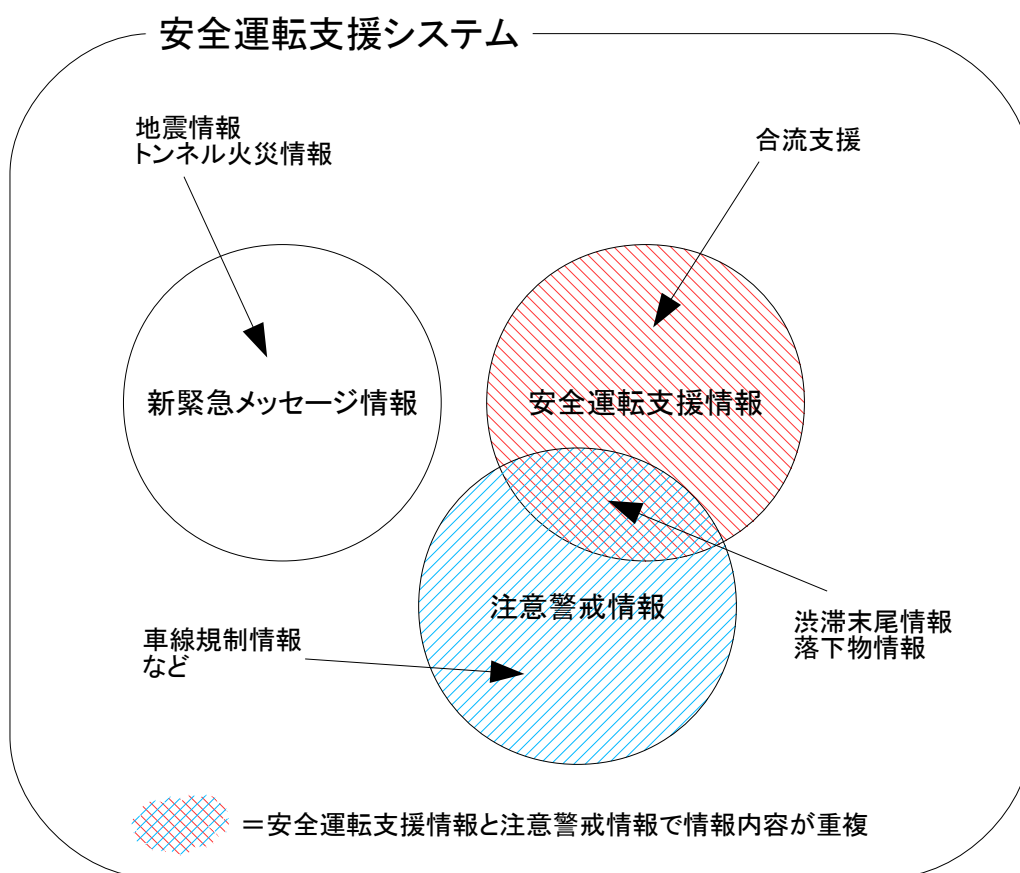 安全運転支援システム
地震情報
トンネル火災情報
合流支援
新緊急メッセージ情報
安全運転支援情報
注意警戒情報
車線規制情報
など
渋滞末尾情報
落下物情報
＝安全運転支援情報と注意警戒情報で情報内容が重複